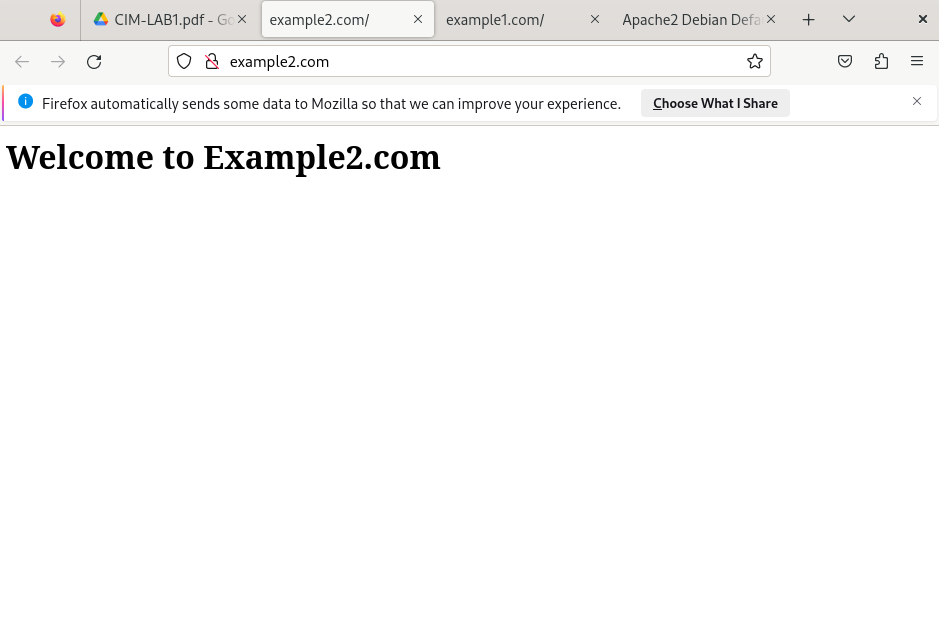 CIM-LAB1.pdf - Go
example2.com/
example1.com/
Apache2 Debian Defa
example2.com
Firefox automatically sends some data to Mozilla so that we can improve your experience.
Choose What I Share
Welcome to Example2.com